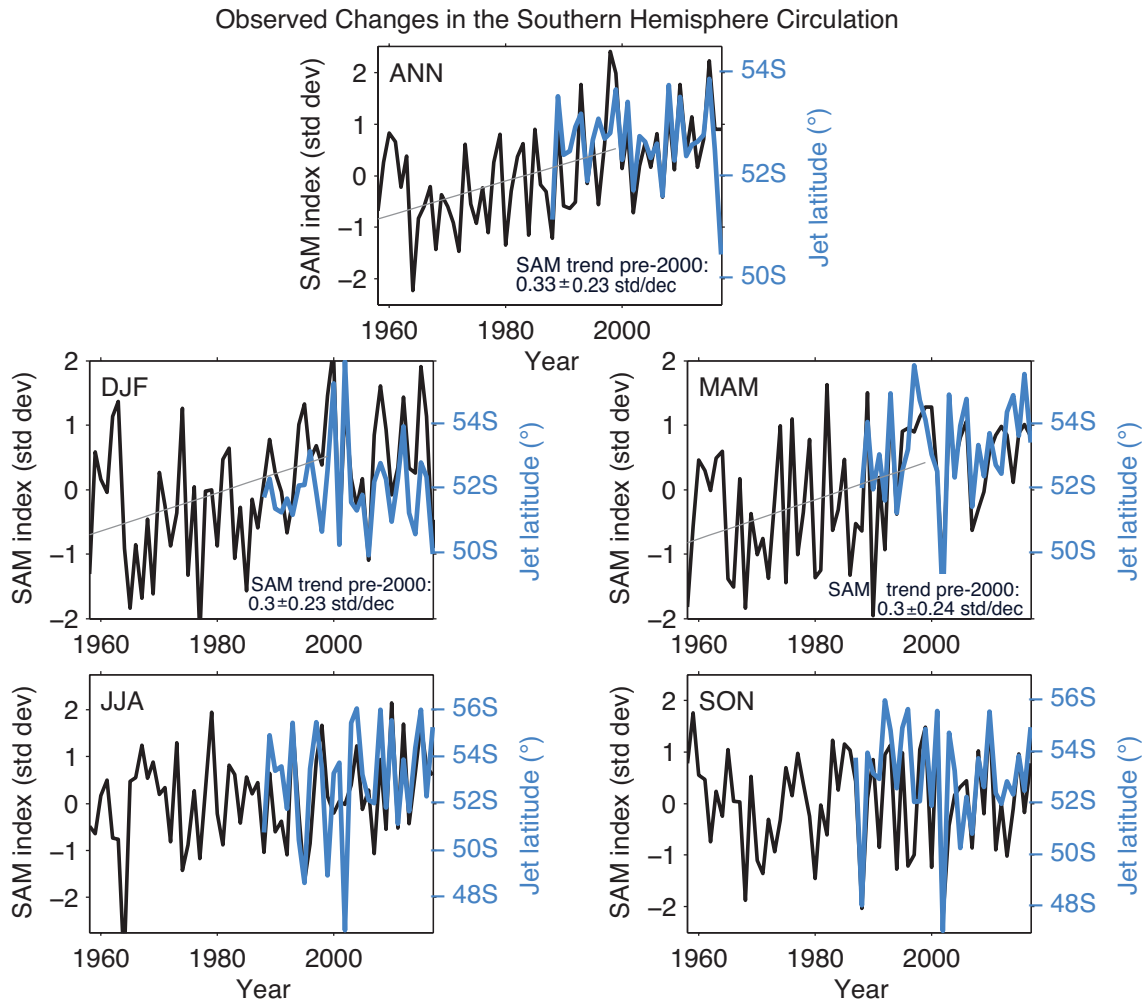 Observed Changes in the Southern Hemisphere Circulation
ANN
SAM index (std dev)
2
1
0
−1
−2
54S
52S
50S
Jet latitude (°)
SAM trend pre-2000:
0.33±0.23 std/dec
1960 1980 2000
Year
DJF
SAM index (std dev)
2
1
0
−1
−2
54S
52S
50S
Jet latitude (°)
SAM trend pre-2000:
0.3±0.23 std/dec
1960 1980 2000
MAM
SAM index (std dev)
2
1
0
−1
−2
54S
52S
50S
Jet latitude (°)
SAM trend pre-2000:
0.3±0.24 std/dec
1960 1980 2000
JJA
SAM index (std dev)
2
1
0
−1
−2
56S
54S
52S
50S
48S
Jet latitude (°)
1960 1980 2000
Year
SON
SAM index (std dev)
2
1
0
−1
−2
56S
54S
52S
50S
48S
Jet latitude (°)
1960 1980 2000
Year